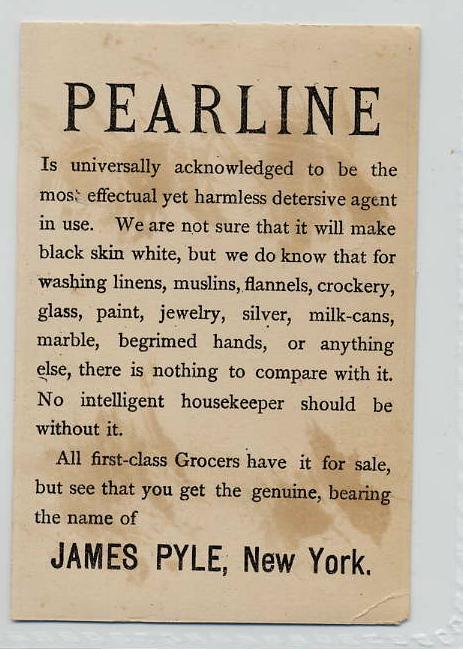 PEARLINE
Is universally acknowledged to be the
most effectual yet harmless detersive agent
in use. We are not sure that it will make
black skin white, but we do know that for
washing linens, muslins, flannels, crockery,
glass, paint, jewelry, silver, milk-cans,
marble, begrimed hands, or anything
else, there is nothing to compare with it.
No intelligent housekeeper should be
without it.
All first-class Grocers have it for sale,
but see that you get the genuine, bearing
the name of
JAMES PYLE, New York.